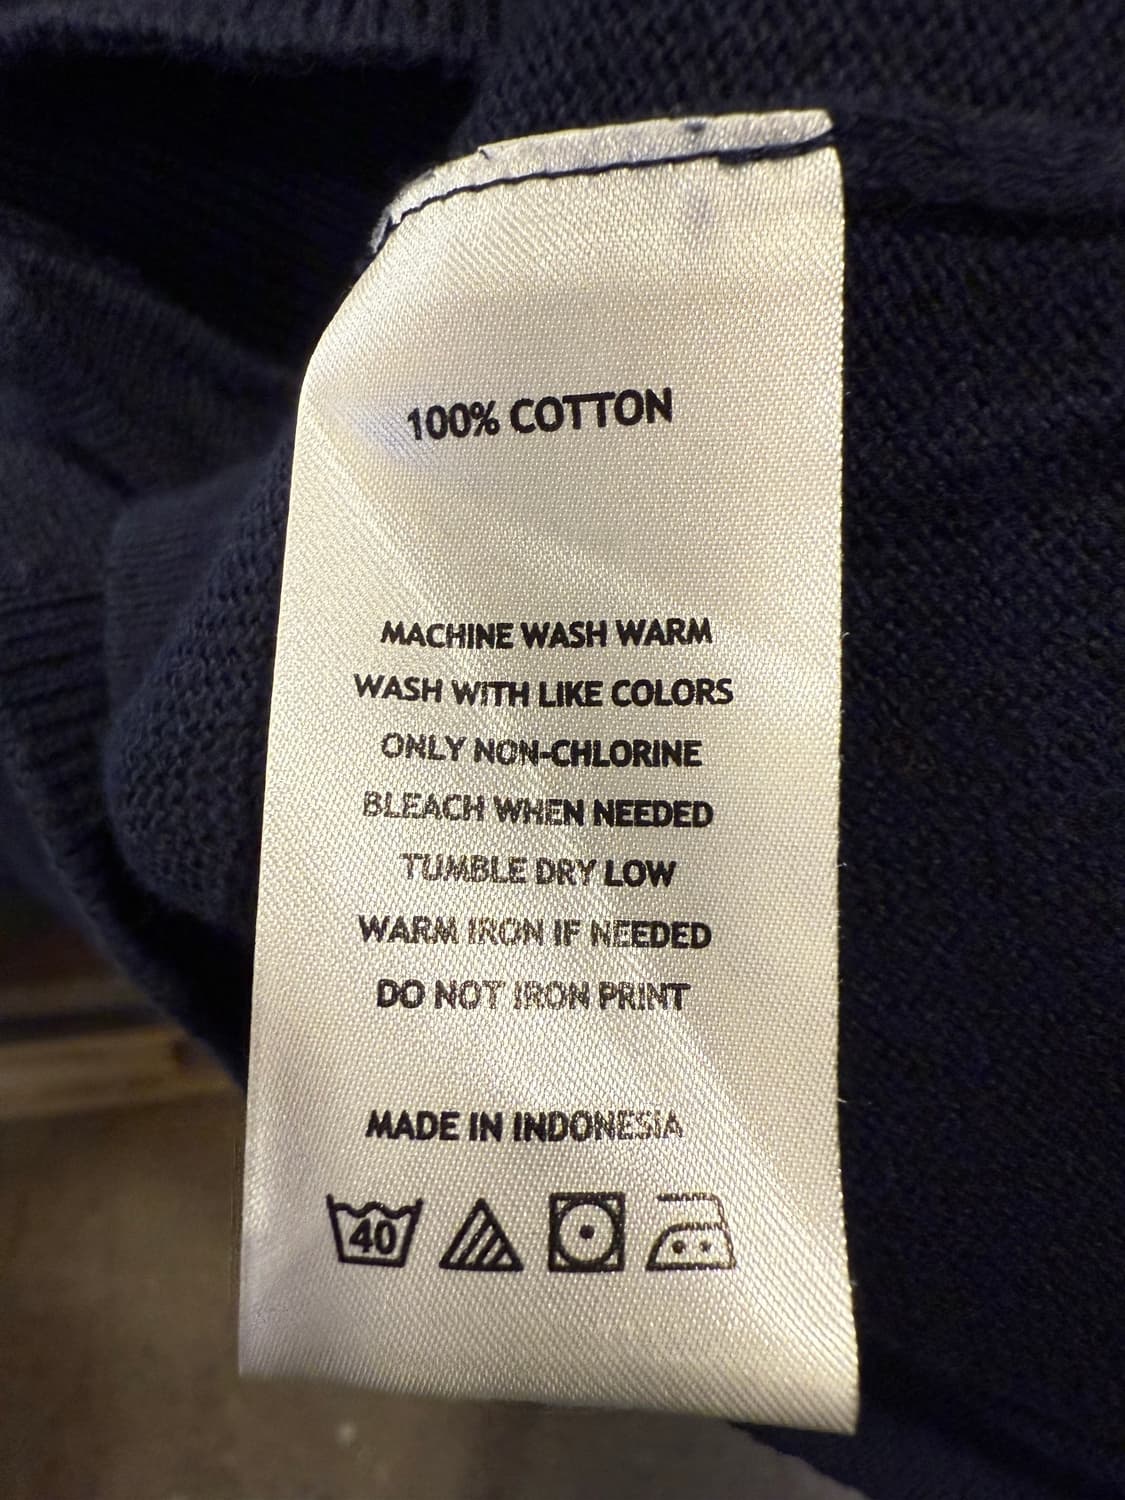 100% COTTON
MACHINE WASH WARM
WASH WITH LIKE COLORS
ONLY NON-CHLORINE
BLEACH WHEN NEEDED
TUMBLE DRY LOW
WARM IRON IF NEEDED
DO NOT IRON PRINT
MADE IN INDONESIA
40